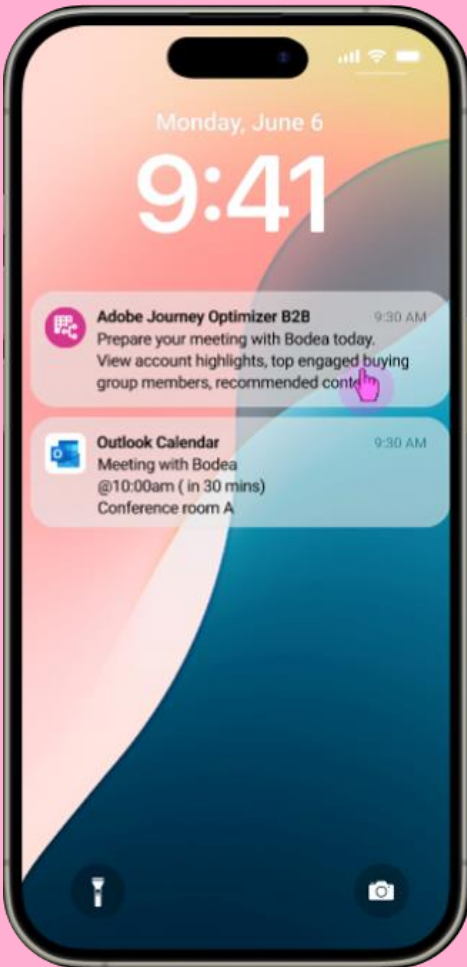 Monday, June 6
9:41
Adobe Journey Optimizer B2B 9:30 AM
Prepare your meeting with Bodea today.
View account highlights, top engaged buying
group members, recommended
Outlook Calendar 9:30 AM
Meeting with Bodea
@10:00am ( in 30 mins)
Conference room A